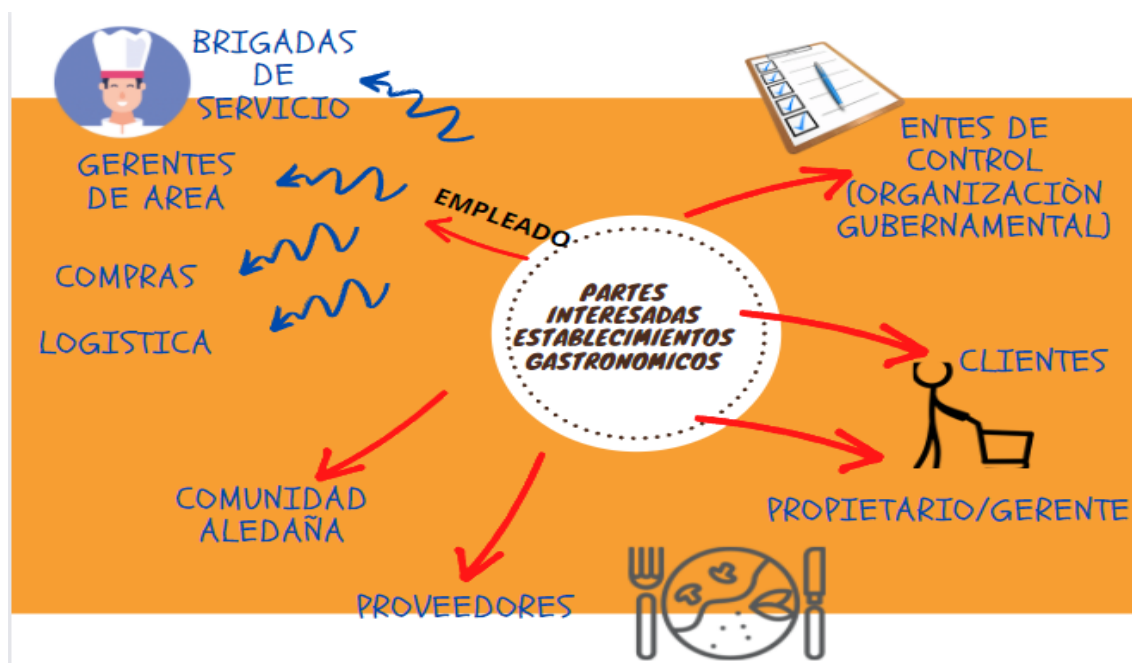 BRIGADAS
DE
SERVICIO
GERENTES
DE AREA
COMPRAS
LOGISTICA
EMPLEADO
ENTES DE
CONTROL
(ORGANIZACIÒN
GUBERNAMENTAL)
PARTES
INTERESADAS
ESTABLECIMIENTOS
GASTRONOMICOS
CLIENTES
PROPIETARIO/GERENTE
COMUNIDAD
ALEDAÑA
PROVEEDORES